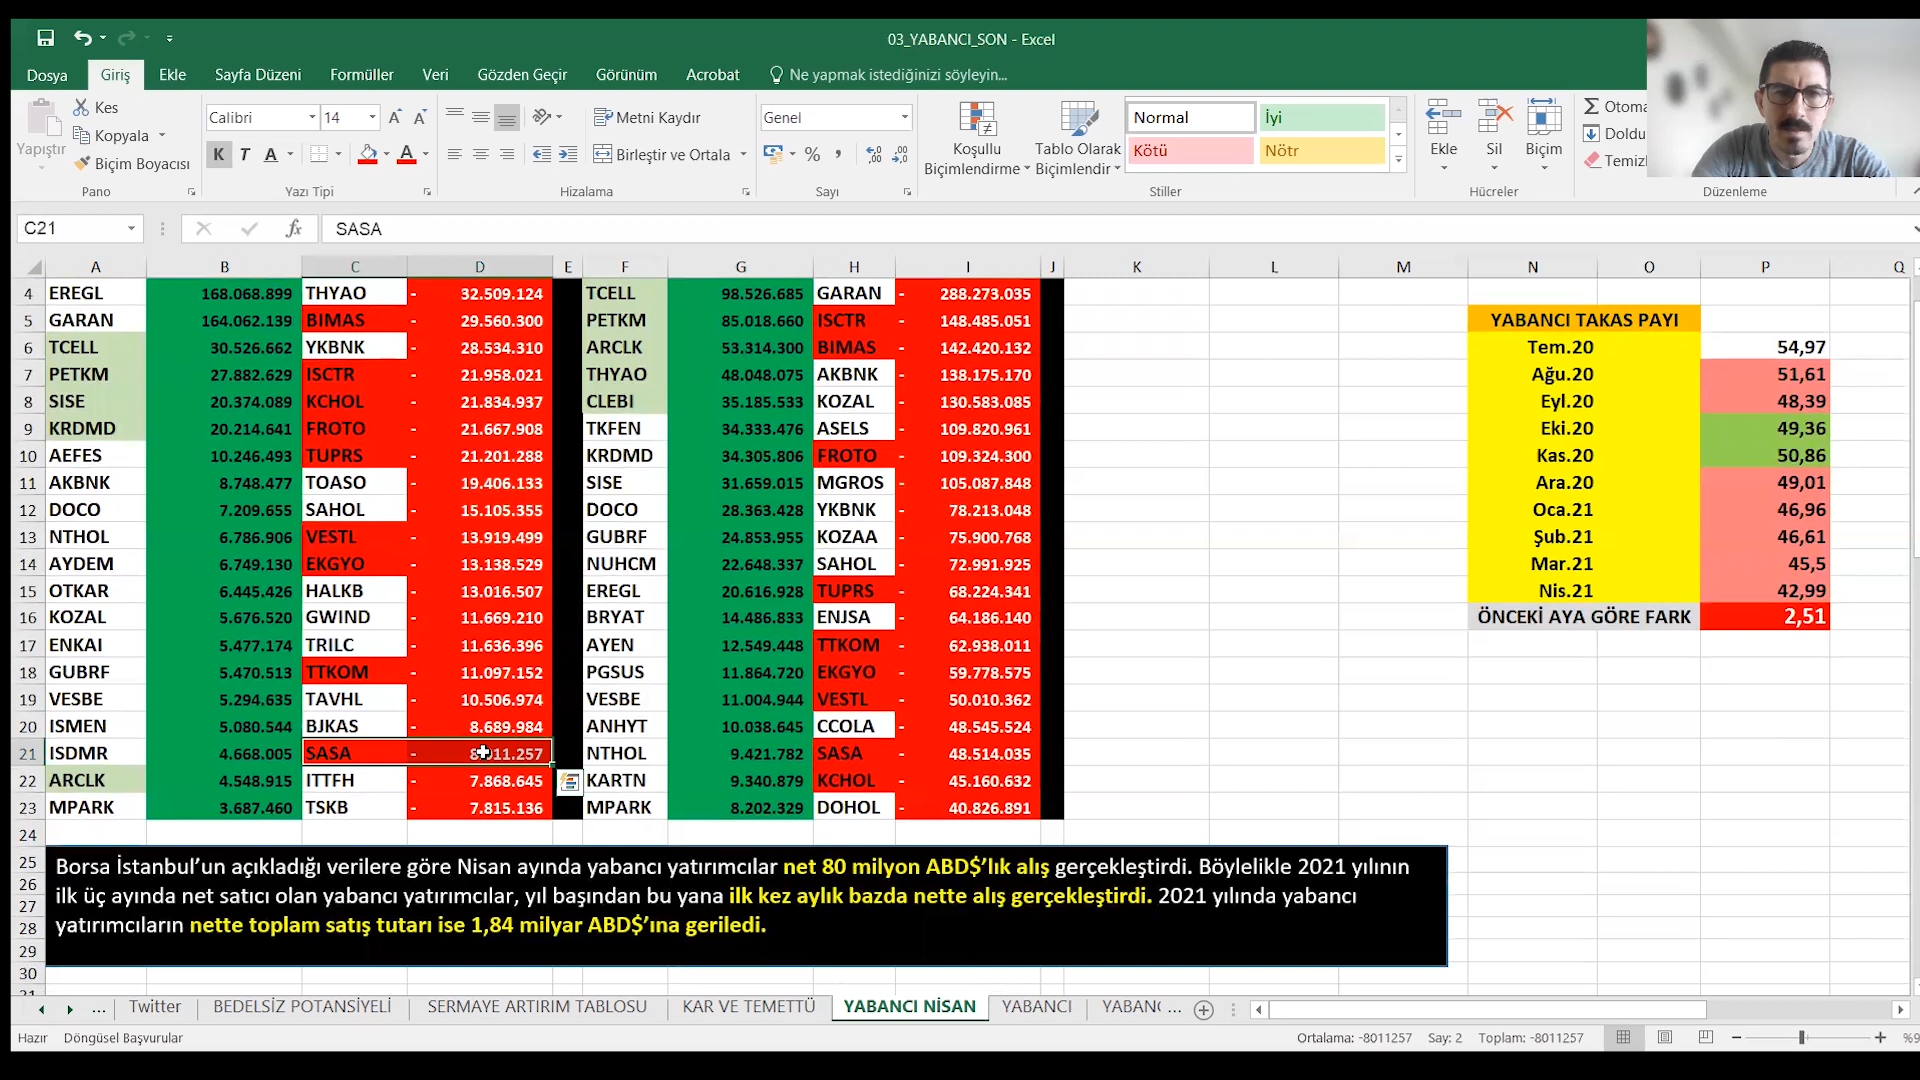 03_YABANCI_SON - Excel
Dosya Giriş Ekle Sayfa Düzeni Formüller Veri Gözden Geçir Görünüm Acrobat Ne yapmak istediğinizi söyleyin...
Yapıştır
Kes
Kopyala
Biçim Boyacısı
Calibri 14
K T A
Metni Kaydır
Birleştir ve Ortala
Genel
Koşullu Biçimlendirme
Tablo Olarak Biçimlendir
Normal İyi
Kötü Nötr
Ekle Sil Biçim
Otoma
Doldu
Temizl
Pano Yazı Tipi Hizalama Sayı Stiller Hücreler Düzenleme
C21 fx SASA
A B C D E F G H I J K L M N O P Q
4 EREGL 168.068.899 THYAO - 32.509.124 TCELL 98.526.685 GARAN - 288.273.035
5 GARAN 164.062.139 BIMAS - 29.560.300 PETKM 85.018.660 ISCTR - 148.485.051 YABANCI TAKAS PAYI
6 TCELL 30.526.662 YKBNK - 28.534.310 ARCLK 53.314.300 BIMAS - 142.420.132 Tem.20 54,97
7 PETKM 27.882.629 ISCTR - 21.958.021 THYAO 48.048.075 AKBNK - 138.175.170 Ağu.20 51,61
8 SISE 20.374.089 KCHOL - 21.834.937 CLEBI 35.185.533 KOZAL - 130.583.085 Eyl.20 48,39
9 KRDMD 20.214.641 FROTO - 21.667.908 TKFEN 34.333.476 ASELS - 109.820.961 Eki.20 49,36
10 AEFES 10.246.493 TUPRS - 21.201.288 KRDMD 34.305.806 FROTO - 109.324.300 Kas.20 50,86
11 AKBNK 8.748.477 TOASO - 19.406.133 SISE 31.659.015 MGROS - 105.087.848 Ara.20 49,01
12 DOCO 7.209.655 SAHOL - 15.105.355 DOCO 28.363.428 YKBNK - 78.213.048 Oca.21 46,96
13 NTHOL 6.786.906 VESTL - 13.919.499 GUBRF 24.853.955 KOZAA - 75.900.768 Şub.21 46,61
14 AYDEM 6.749.130 EKGYO - 13.138.529 NUHCM 22.648.337 SAHOL - 72.991.925 Mar.21 45,5
15 OTKAR 6.445.426 HALKB - 13.016.507 EREGL 20.616.928 TUPRS - 68.224.341 Nis.21 42,99
16 KOZAL 5.676.520 GWIND - 11.669.210 BRYAT 14.486.833 ENJSA - 64.186.140 ÖNCEKİ AYA GÖRE FARK 2,51
17 ENKAI 5.477.174 TRILC - 11.636.396 AYEN 12.549.448 TTKOM - 62.938.011
18 GUBRF 5.470.513 TTKOM - 11.097.152 PGSUS 11.864.720 EKGYO - 59.778.575
19 VESBE 5.294.635 TAVHL - 10.506.974 VESBE 11.004.944 VESTL - 50.010.362
20 ISMEN 5.080.544 BJKAS - 8.689.984 ANHYT 10.038.645 CCOLA - 48.545.524
21 ISDMR 4.668.005 SASA - 8.011.257 NTHOL 9.421.782 SASA - 48.514.035
22 ARCLK 4.548.915 ITTFH - 7.868.645 KARTN 9.340.879 KCHOL - 45.160.632
23 MPARK 3.687.460 TSKB - 7.815.136 MPARK 8.202.329 DOHOL - 40.826.891
24
25
26
27
28
29
30
Borsa İstanbul'un açıkladığı verilere göre Nisan ayında yabancı yatırımcılar net 80 milyon ABD$'lık alış gerçekleştirdi. Böylelikle 2021 yılının
ilk üç ayında net satıcı olan yabancı yatırımcılar, yıl başından bu yana ilk kez aylık bazda nette alış gerçekleştirdi. 2021 yılında yabancı
yatırımcıların nette toplam satış tutarı ise 1,84 milyar ABD$'ına geriledi.
... Twitter BEDELSİZ POTANSİYELİ SERMAYE ARTIRIM TABLOSU KAR VE TEMETTÜ YABANCI NİSAN YABANCI YABANC ...
Hazır Döngüsel Başvurular Ortalama: -8011257 Say: 2 Toplam: -8011257 %9